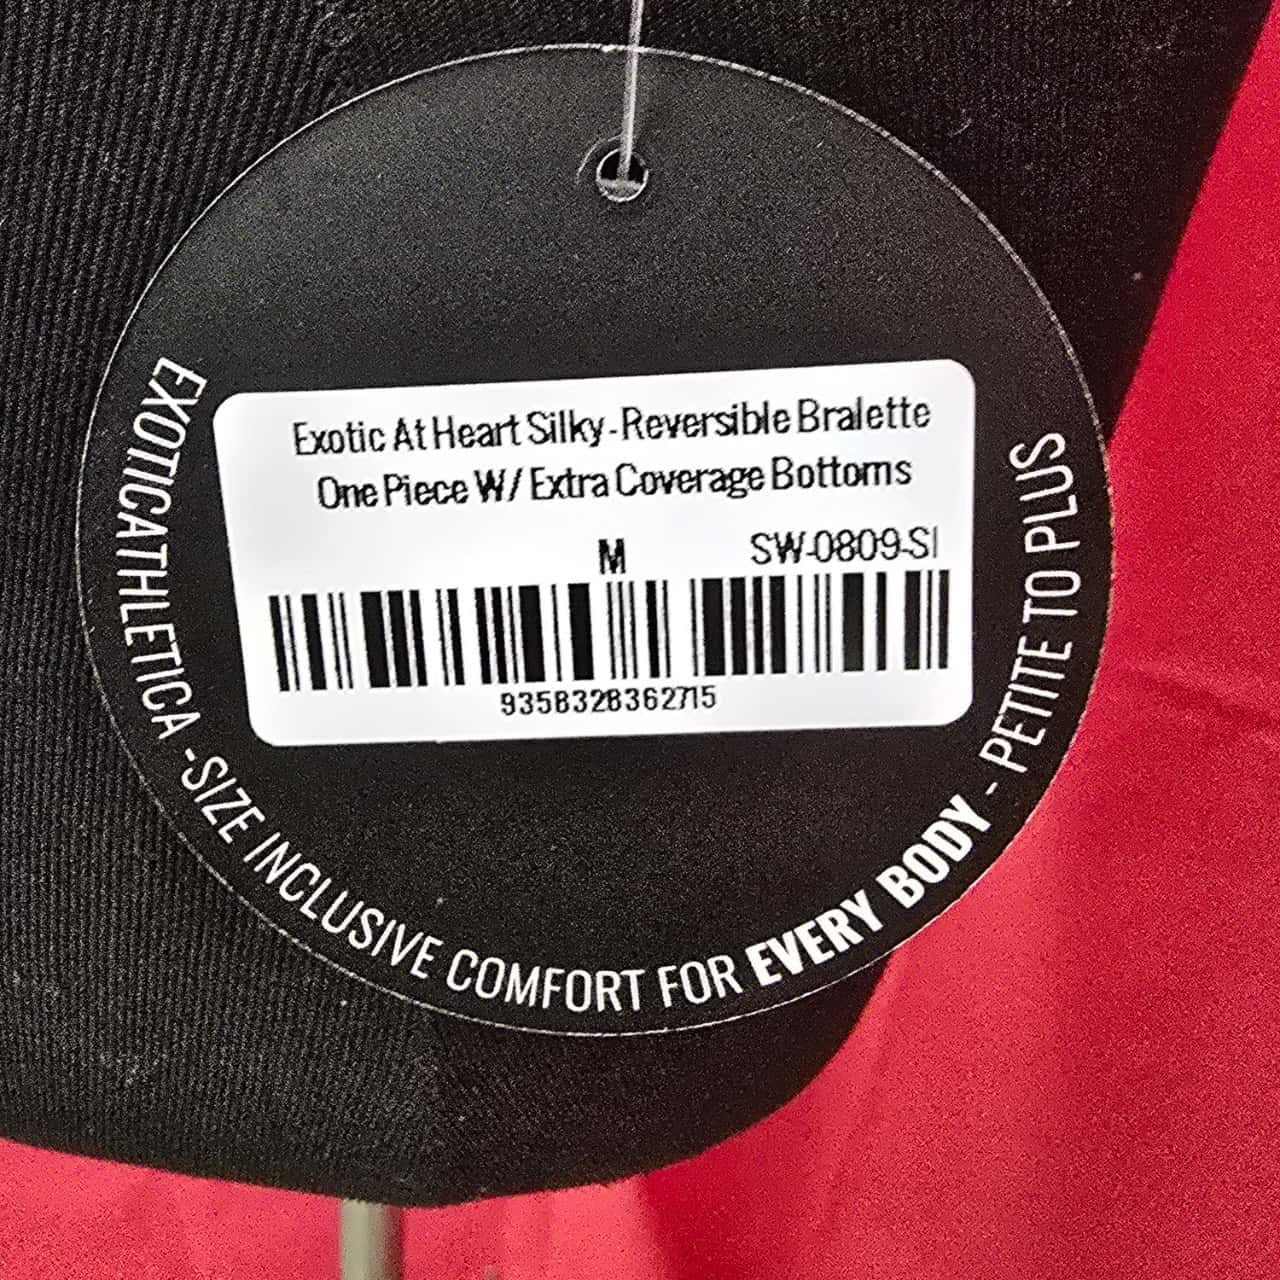 Exotic At Heart Silky-Reversible Bralette
One Piece W/ Extra Coverage Bottoms
M SW-0809-SI
9358328362715
EXOTICATHLETICA - SIZE INCLUSIVE COMFORT FOR EVERY BODY - PETITE TO PLUS